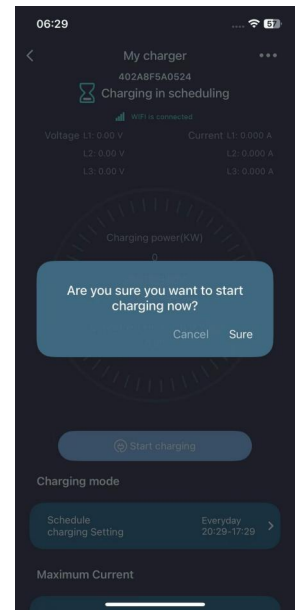 06:29
.... 57
My charger
402A8F5A0524
Charging in scheduling
WiFi is connected
Voltage L1: 0.00 V
Current L1: 0.000 A
L2: 0.00 V
L2: 0.000 A
L3: 0.00 V
L3: 0.000 A
Charging power(KW)
0
Are you sure you want to start
charging now?
Cancel
Sure
Start charging
Charging mode
Schedule
charging Setting
Everyday
20:29-17:29
Maximum Current